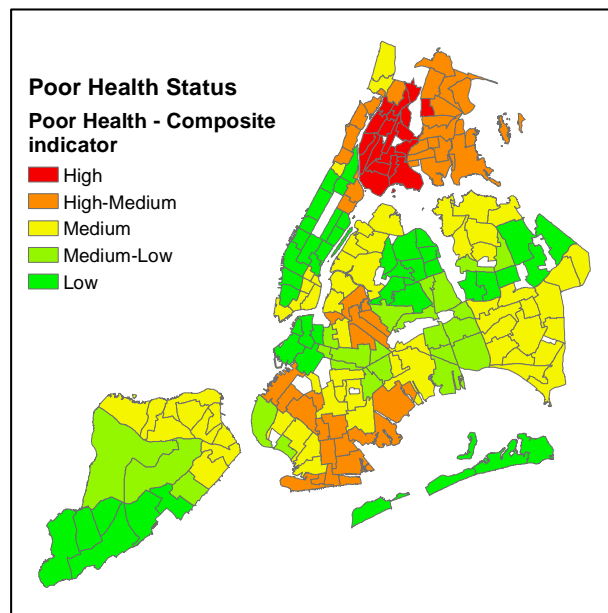 Poor Health Status
Poor Health - Composite
indicator
High
High-Medium
Medium
Medium-Low
Low